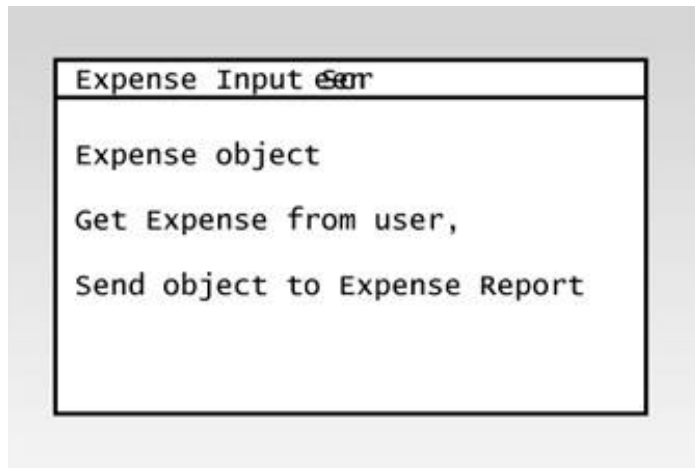 Expense Input
Expense object
Get Expense from user,
Send object to Expense Report